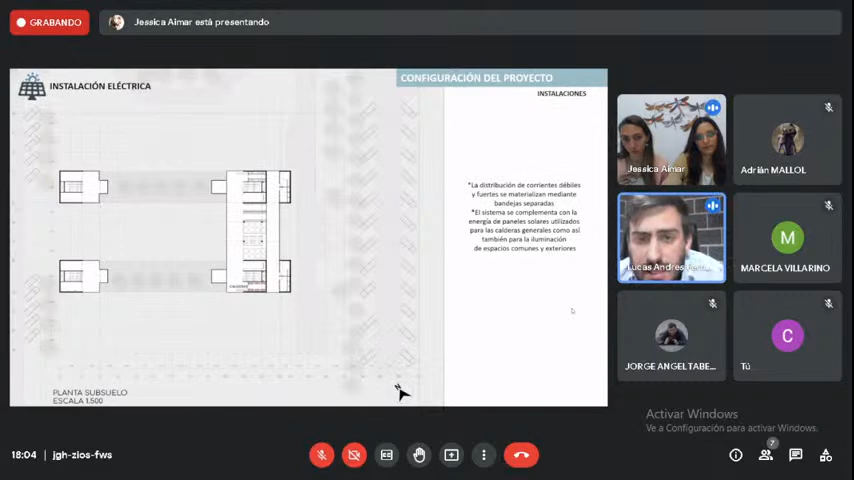 GRABANDO
Jessica Aimar está presentando
INSTALACIÓN ELÉCTRICA
CONFIGURACIÓN DEL PROYECTO
INSTALACIONES
*La distribución de corrientes débiles
y fuertes se materializan mediante
bandejas separadas
*El sistema se complementa con la
energía de paneles solares utilizados
para las calderas generales como así
también para la iluminación
de espacios comunes y exteriores
PLANTA SUBSUELO
ESCALA 1:500
Jessica Aimar
Adrián MALLOL
Lucas Andres
MARCELA VILLARINO
JORGE ANGEL TABE...
M
C
Tú
Activar Windows
Ve a Configuración para activar Windows.
18:04 | jgh-zios-fws
7